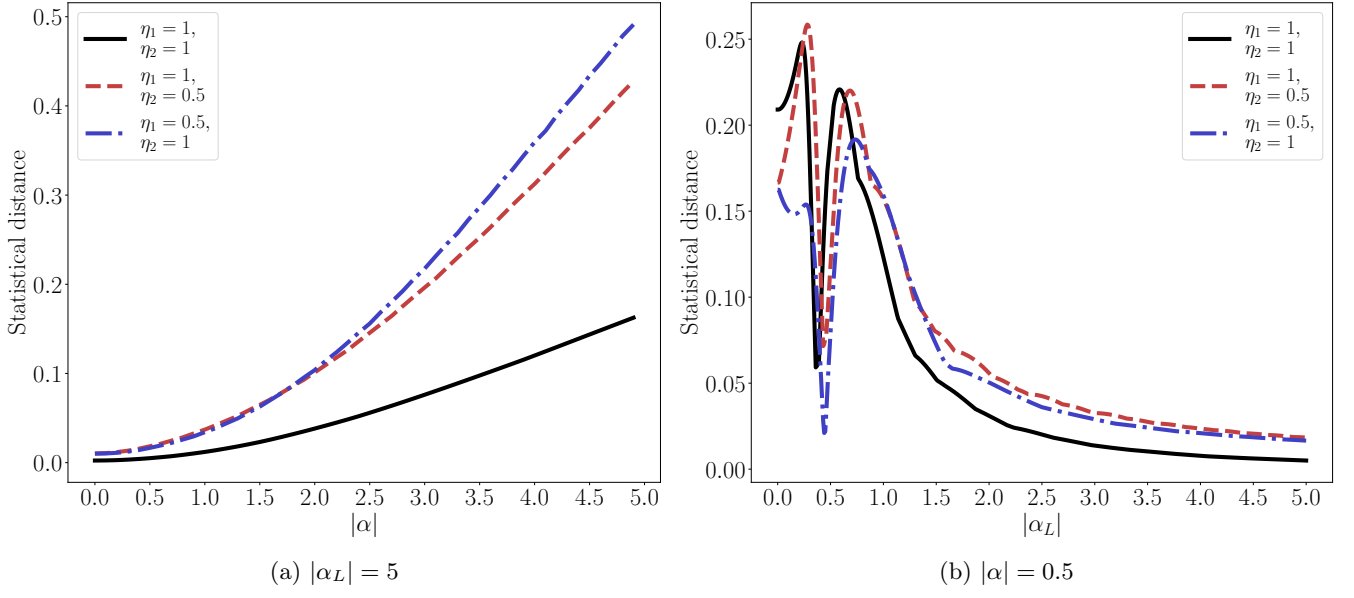 0.5
0.4
0.3
0.2
0.1
0.0
Statistical distance
η₁ = 1,
η₂ = 1
η₁ = 1,
η₂ = 0.5
η₁ = 0.5,
η₂ = 1
0.0 0.5 1.0 1.5 2.0 2.5 3.0 3.5 4.0 4.5 5.0
|α|
(a) |α_L| = 5
0.25
0.20
0.15
0.10
0.05
0.00
Statistical distance
η₁ = 1,
η₂ = 1
η₁ = 1,
η₂ = 0.5
η₁ = 0.5,
η₂ = 1
0.0 0.5 1.0 1.5 2.0 2.5 3.0 3.5 4.0 4.5 5.0
|α_L|
(b) |α| = 0.5